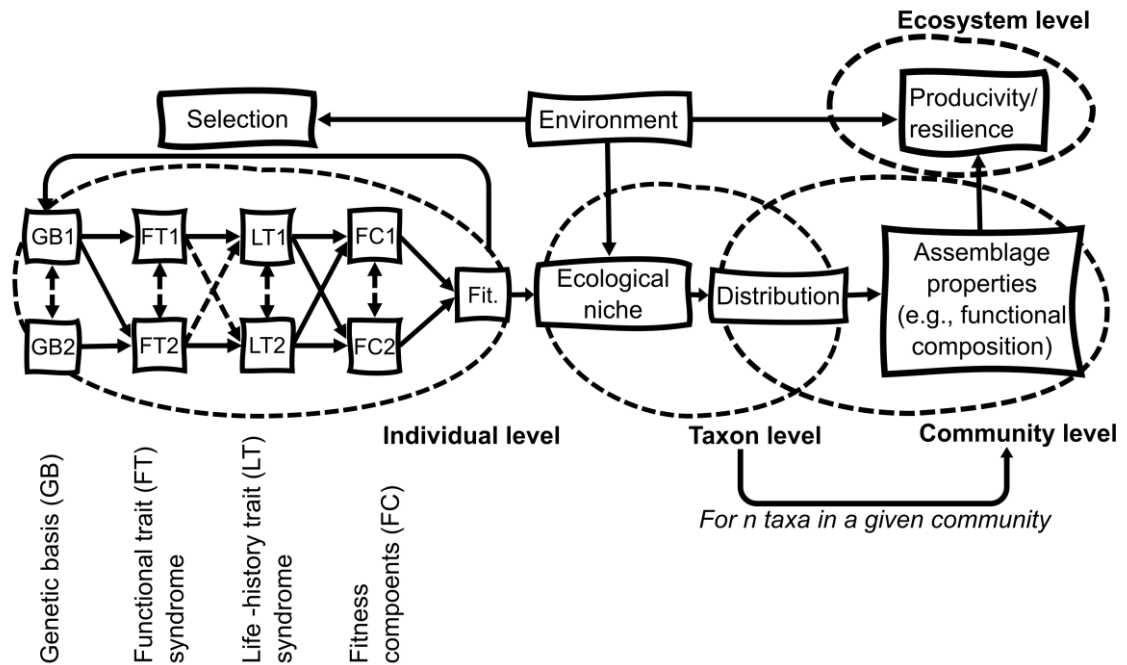 Ecosystem level
Selection
Environment
Producivity/
resilience
GB1
FT1
LT1
FC1
GB2
FT2
LT2
FC2
Fit.
Ecological
niche
Distribution
Assemblage
properties
(e.g., functional
composition)
Individual level
Taxon level
Community level
For n taxa in a given community
Genetic basis (GB)
Functional trait (FT)
syndrome
Life -history trait (LT)
syndrome
Fitness
compoents (FC)